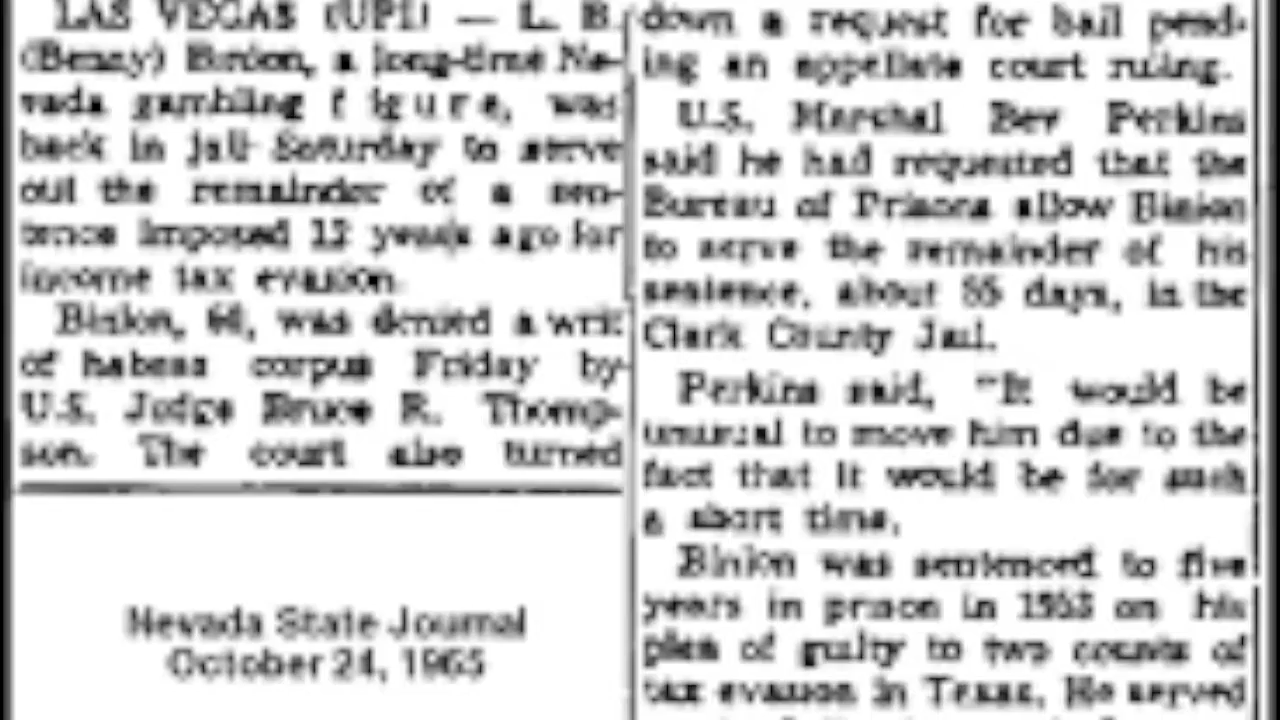 LAS VEGAS (UPI) — L. B.
(Benny) Binion, a long-time Ne-
vada gambling figure, was
back in jail Saturday to serve
out the remainder of a sen-
tence imposed 12 years ago for
income tax evasion.
Binion, was denied a writ
of habeas corpus Friday by
U.S. Judge Bruce R. Thomp-
son. The court also turned
Nevada State Journal
October 24, 1965
down a request for bail pend-
ing an appellate court ruling.
U.S. Marshal Bev Perkins
said he had requested that the
Bureau of Prisons allow Binion
to serve the remainder of his
sentence, about 55 days, in the
Clark County Jail.
Perkins said, "It would be
unusual to move him due to the
fact that it would be for such
a short time.
Binion was sentenced to five
years in prison in 1953 on his
plea of guilty to two counts of
tax evasion in Texas. He served